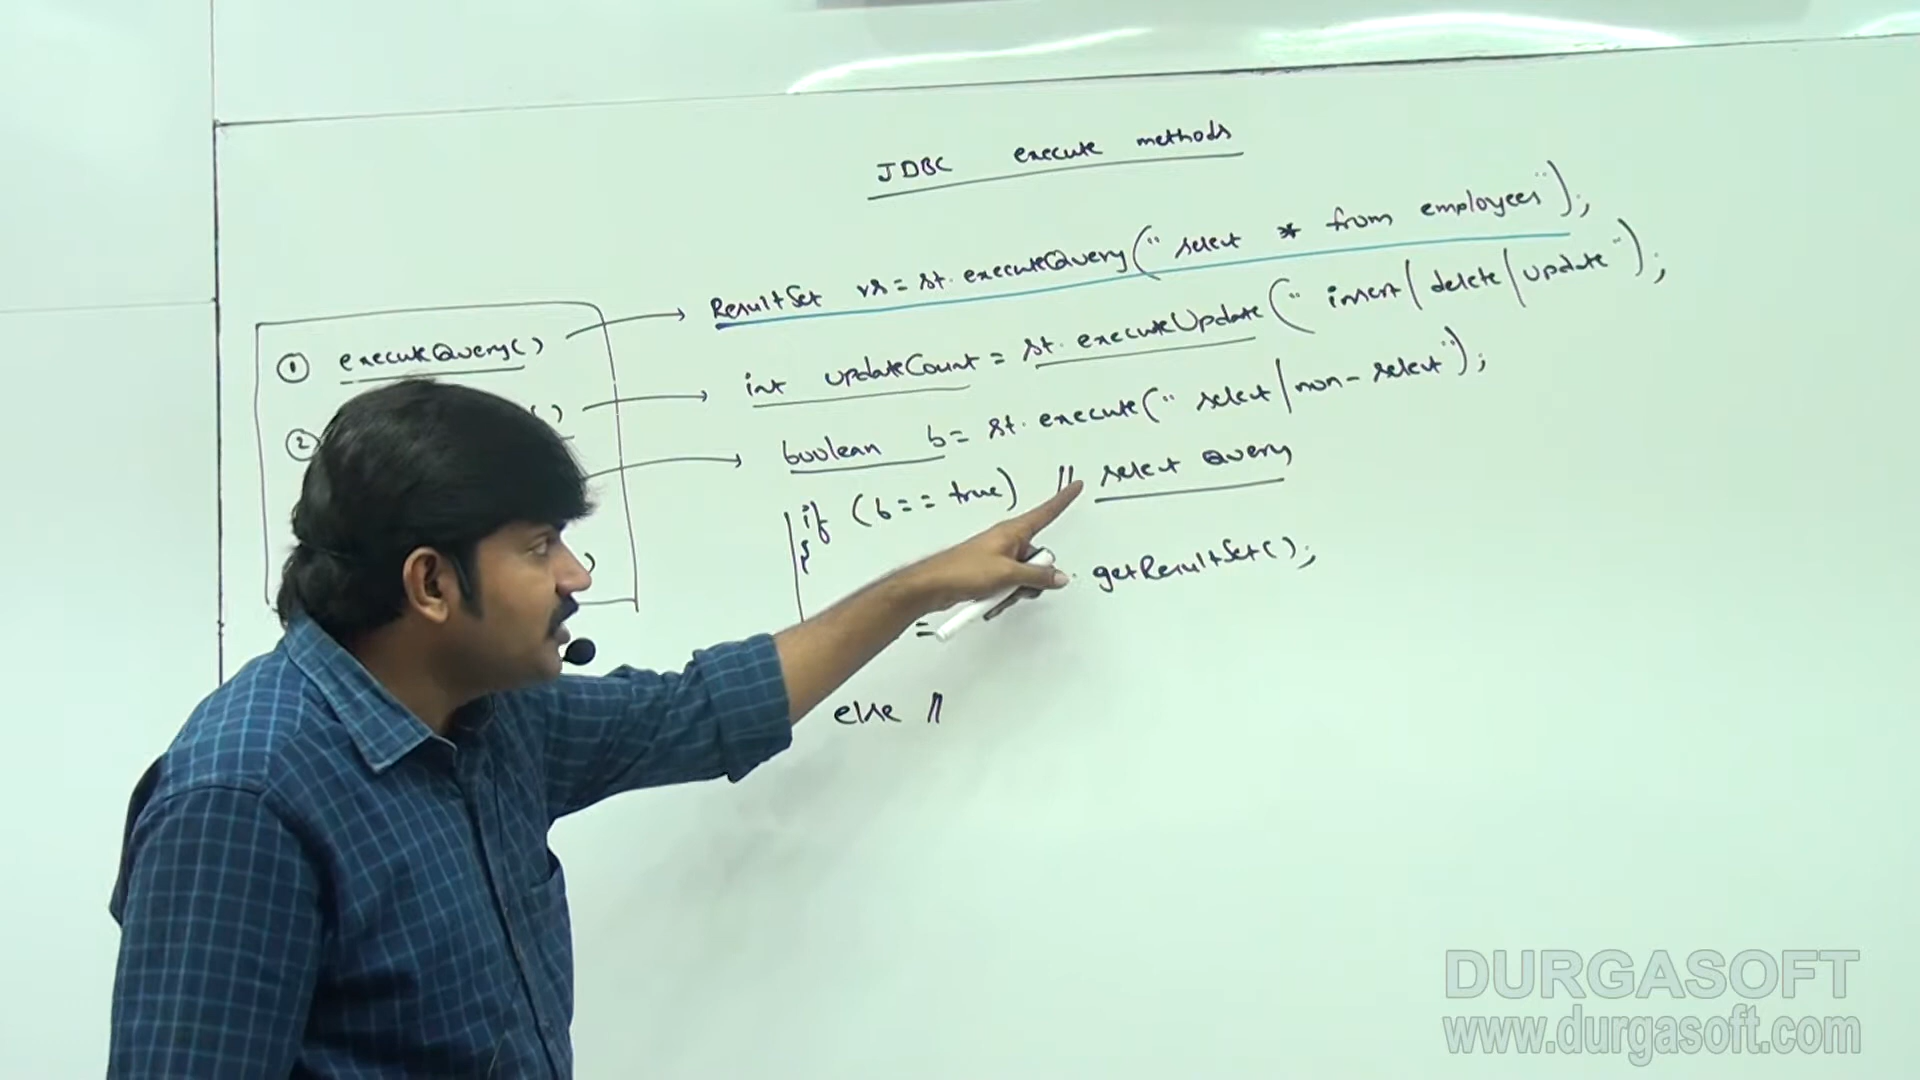 JDBC execute methods
ResultSet rs = st. executeQuery(" select * from employees");
① executeQuery()
int updateCount = st. executeUpdate(" insert/delete/update");
② ()
boolean b = st. execute(" select/non-select");
if (b == true) // select Query
{
)
. getResultSet();
=
else //
DURGASOFT
www.durgasoft.com